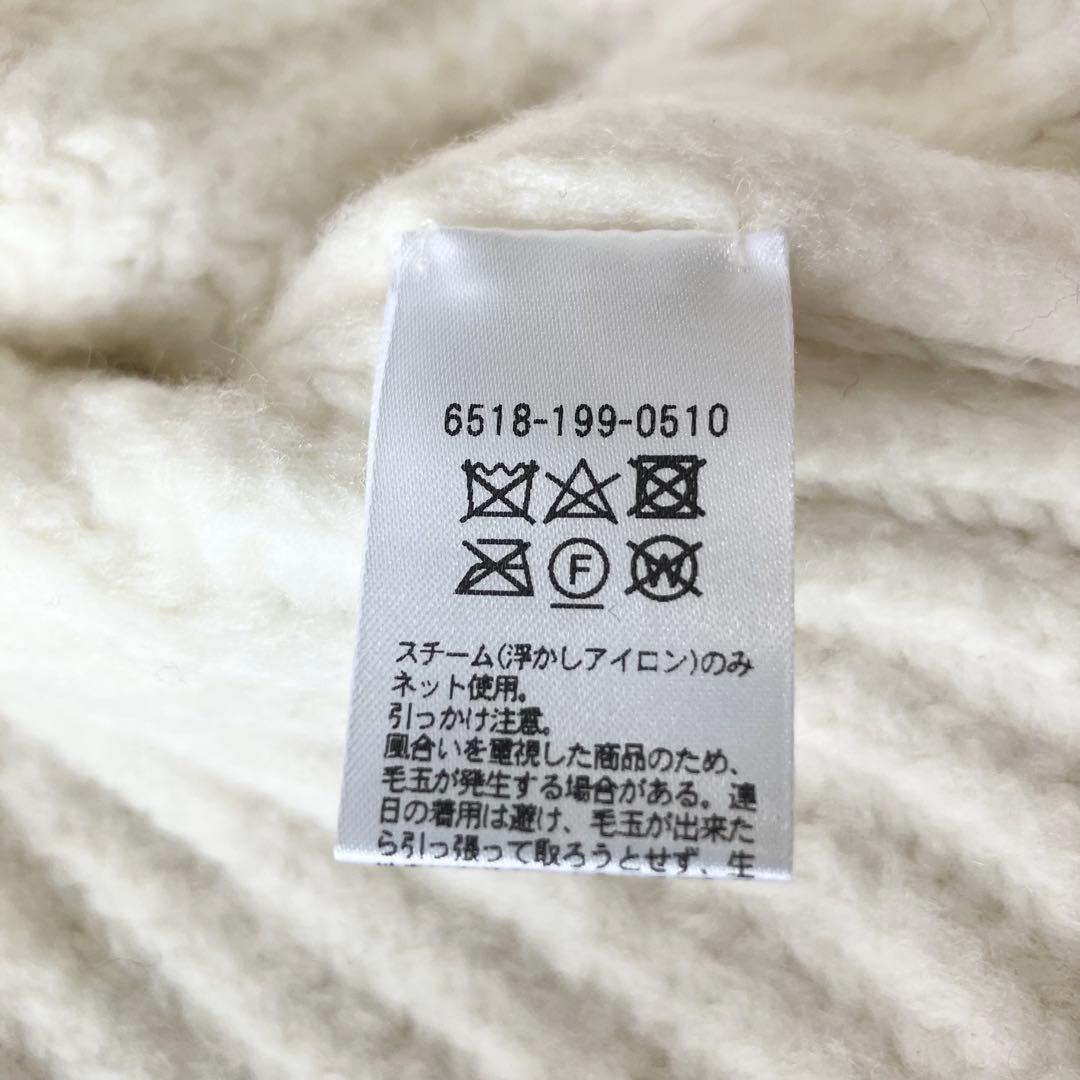 6518-199-0510
F
W
スチーム(浮かしアイロン)のみ
ネット使用。
引っかけ注意。
風合いを重視した商品のため、
毛玉が発生する場合がある。連
日の着用は避け、毛玉が出来た
ら引っ張って取ろうとせず、生